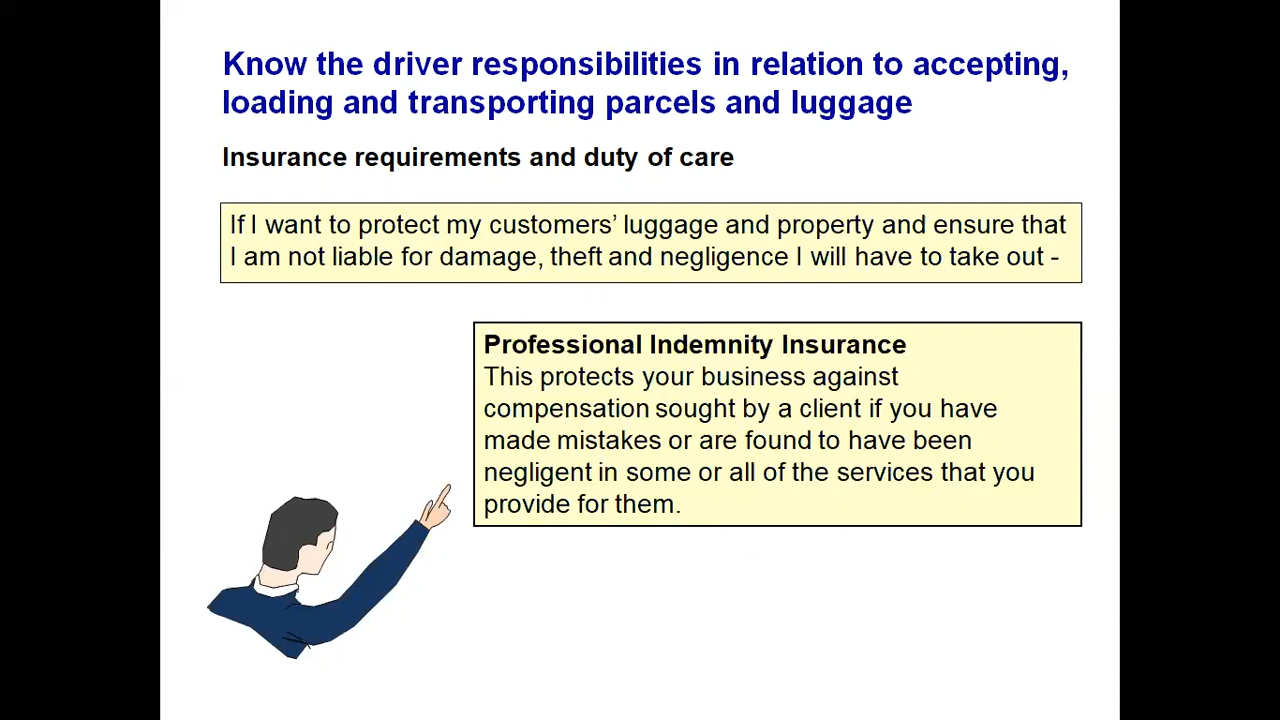 Know the driver responsibilities in relation to accepting,
loading and transporting parcels and luggage
Insurance requirements and duty of care
If I want to protect my customers’ luggage and property and ensure that
I am not liable for damage, theft and negligence I will have to take out -
Professional Indemnity Insurance
This protects your business against
compensation sought by a client if you have
made mistakes or are found to have been
negligent in some or all of the services that you
provide for them.